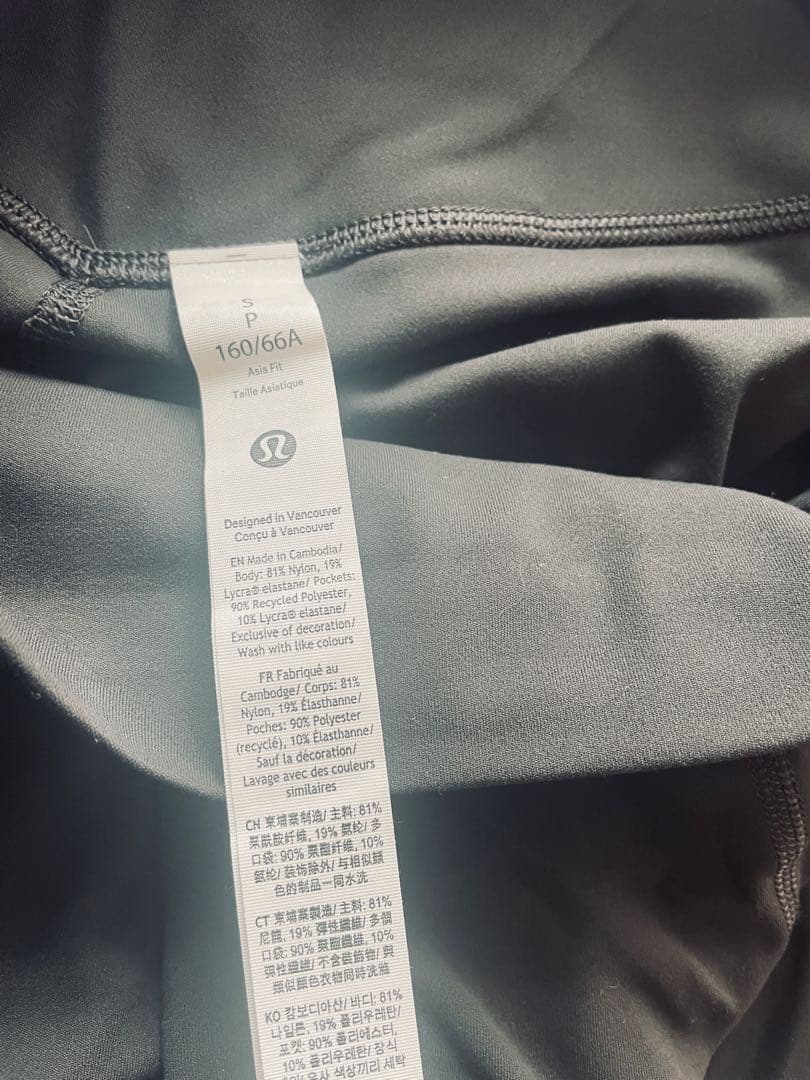 S
P
160/66A
Asia Fit
Taille Asiatique
Designed in Vancouver
Conçu à Vancouver
EN Made in Cambodia/
Body: 81% Nylon, 19%
Lycra® elastane/ Pockets:
90% Recycled Polyester,
10% Lycra® elastane/
Exclusive of decoration/
Wash with like colours
FR Fabriqué au
Cambodge/ Corps: 81%
Nylon, 19% Élasthanne/
Poches: 90% Polyester
(recyclé), 10% Élasthanne/
Sauf la décoration/
Lavage avec des couleurs
similaires
CH 柬埔寨制造/ 主料: 81%
聚酰胺纤维, 19% 氨纶/ 多
口袋: 90% 聚酯纤维, 10%
氨纶/ 装饰除外/ 与相似颜
色的制品一同水洗
CT 柬埔寨製造/ 主料: 81%
尼龍, 19% 彈性纖維/ 多個
口袋: 90% 聚酯纖維, 10%
彈性纖維/ 不含裝飾物/ 與
類似顏色衣物同時洗滌
KO 캄보디아산/ 바디: 81%
나일론, 19% 폴리우레탄/
포켓: 90% 폴리에스터,
10% 폴리우레탄/ 장식
유사 색상끼리 세탁